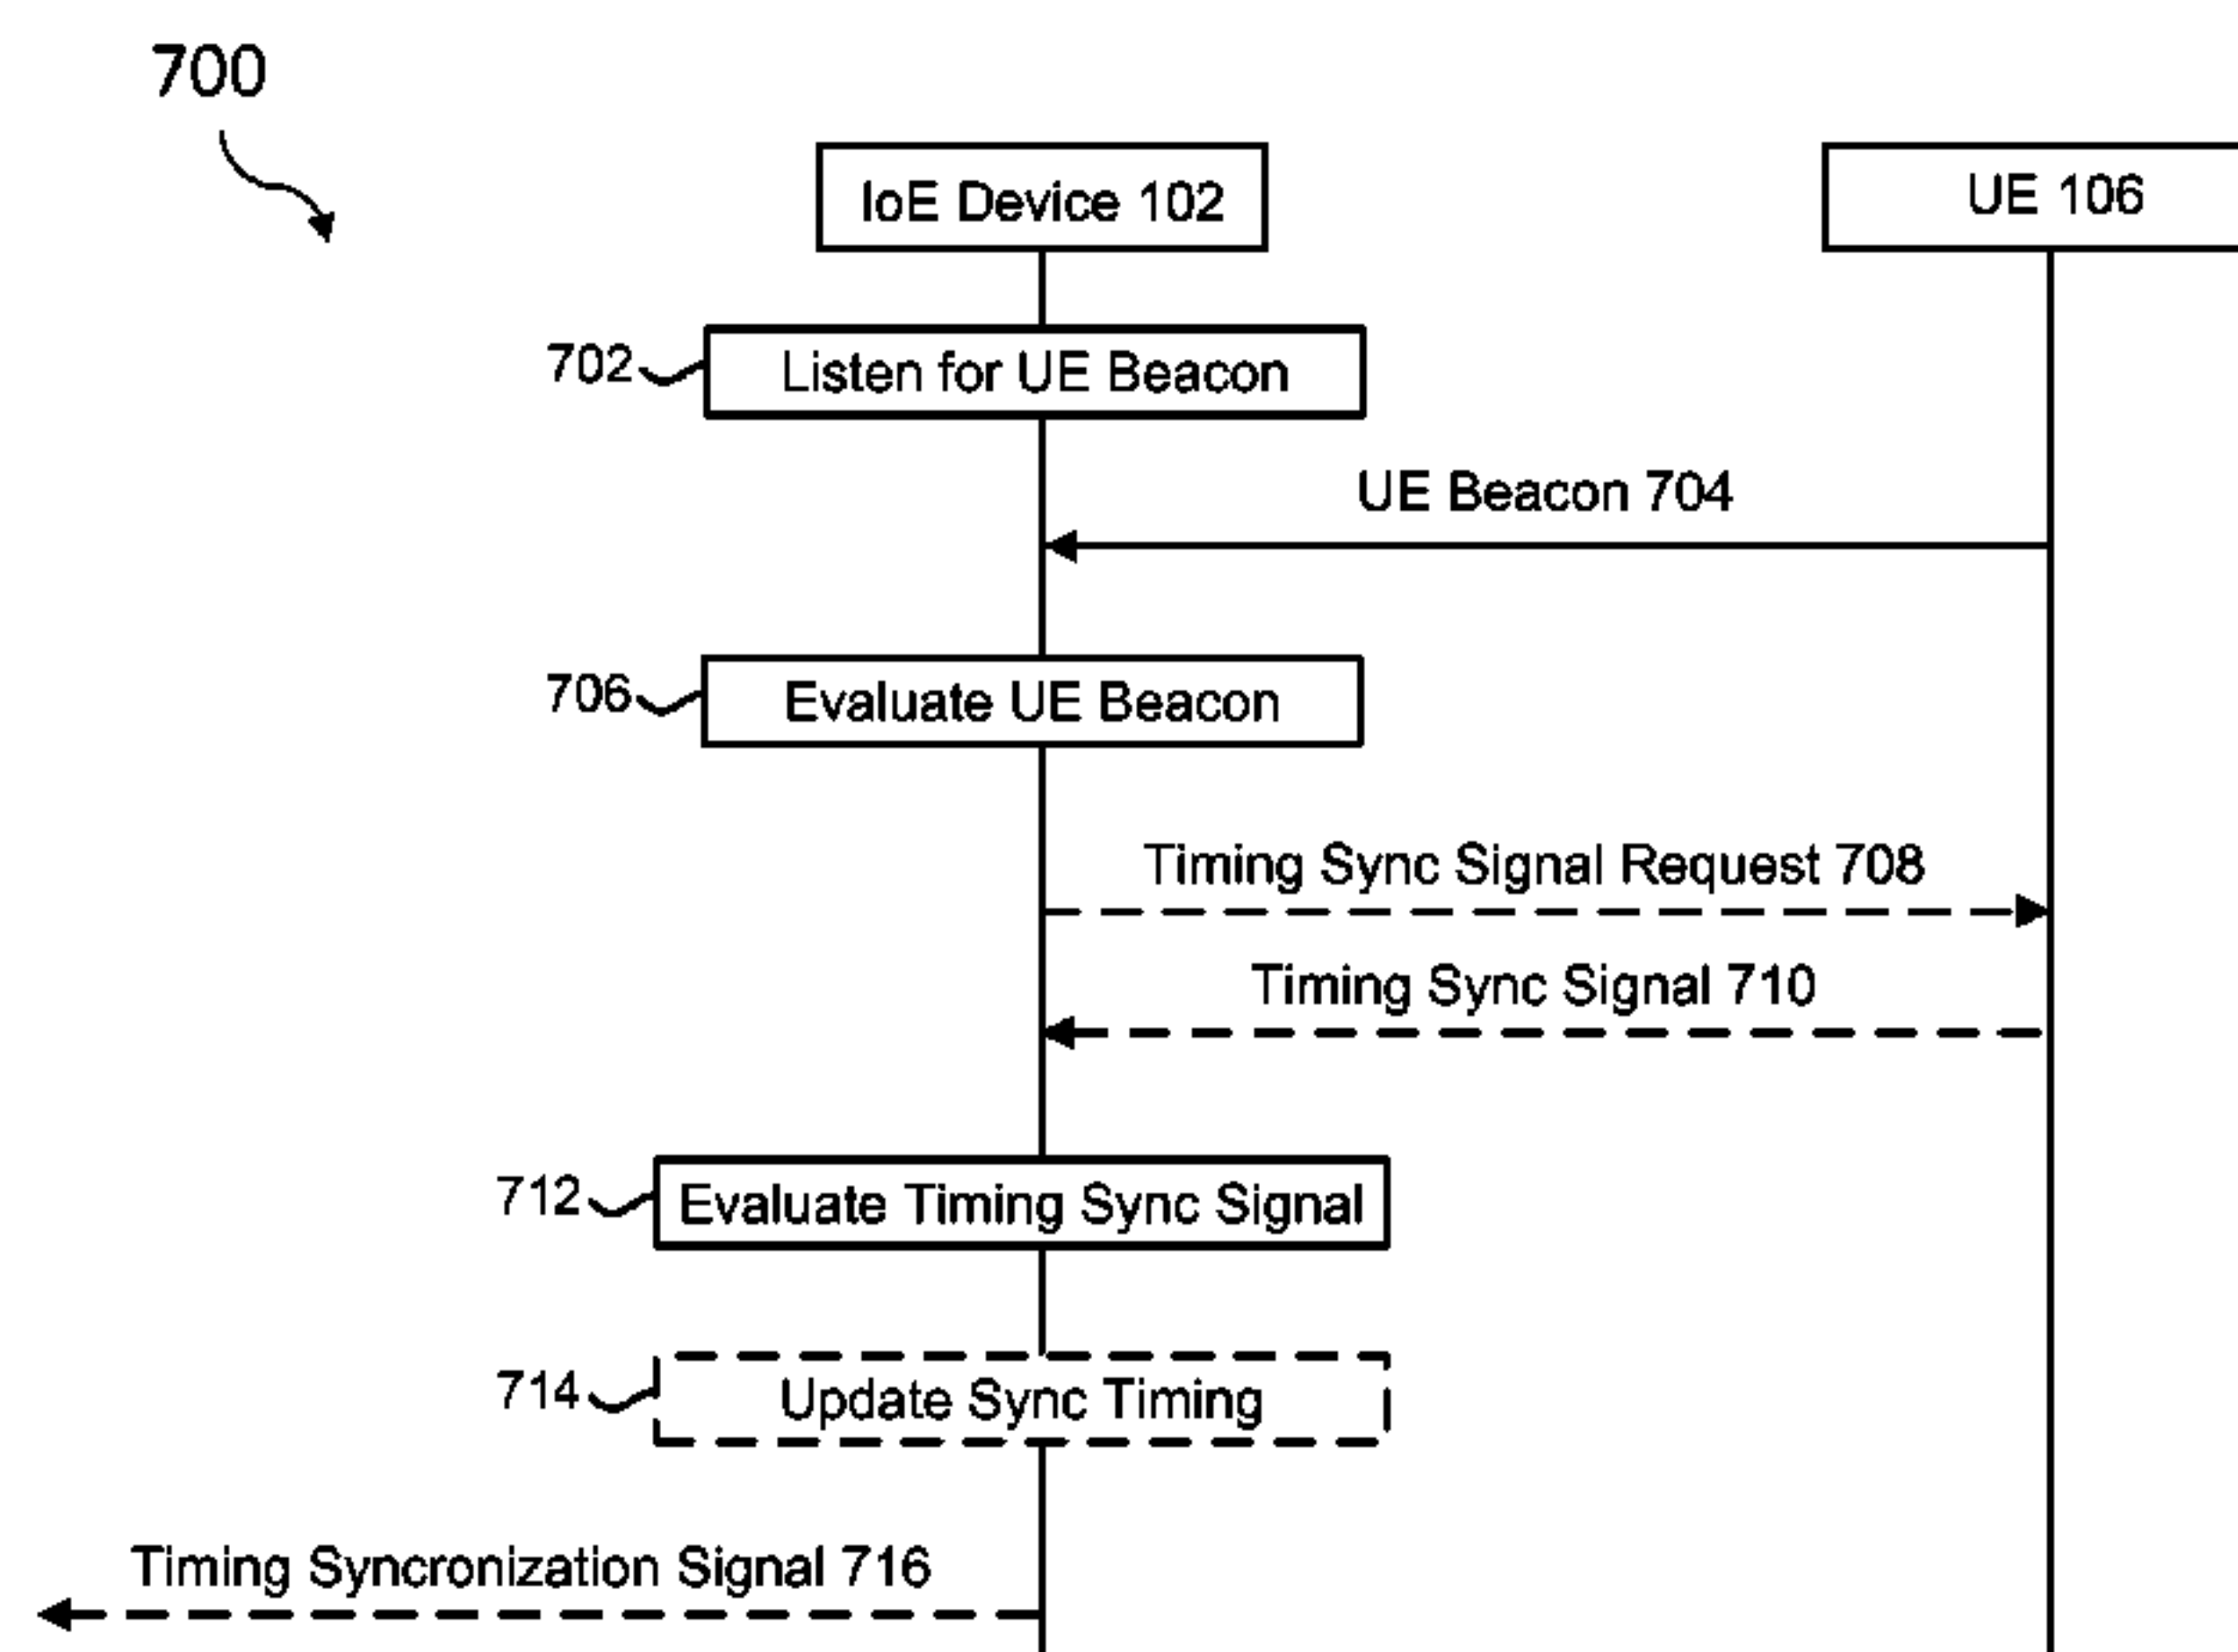 700
IoE Device 102
UE 106
702
Listen for UE Beacon
UE Beacon 704
706
Evaluate UE Beacon
Timing Sync Signal Request 708
Timing Sync Signal 710
712
Evaluate Timing Sync Signal
714
Update Sync Timing
Timing Syncronization Signal 716